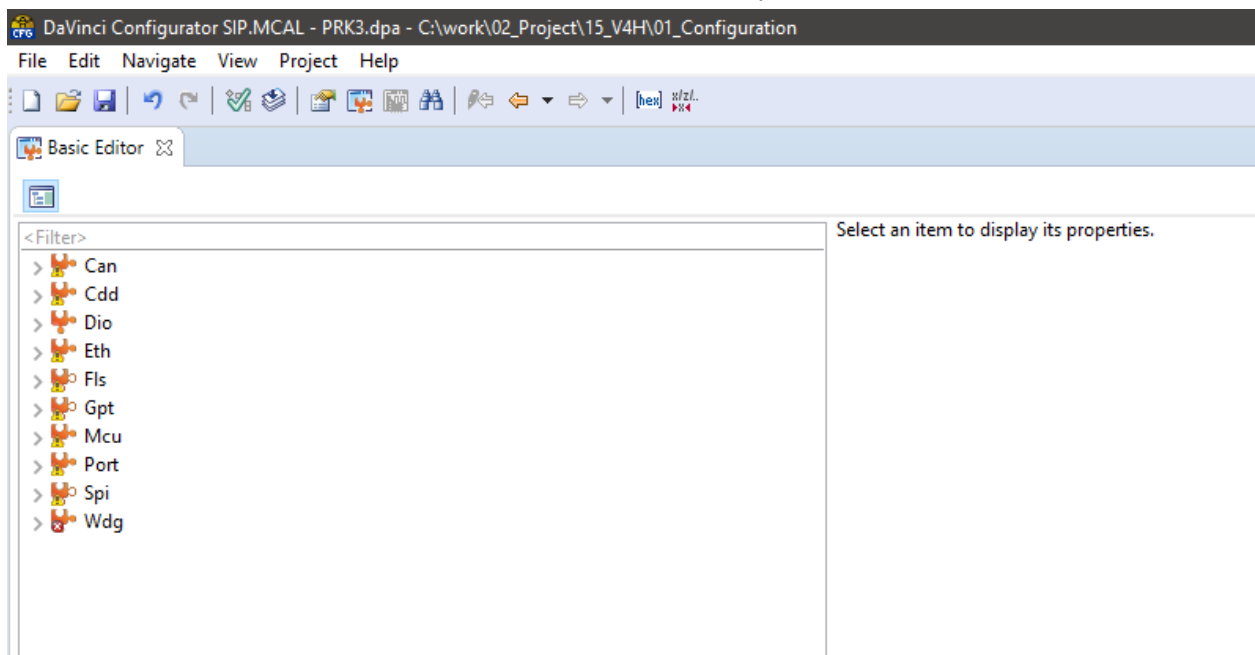 DaVinci Configurator SIP.MCAL - PRK3.dpa - C:\work\02_Project\15_V4H\01_Configuration
File Edit Navigate View Project Help
[hex]
Basic Editor
<Filter>
Select an item to display its properties.
Can
Cdd
Dio
Eth
Fls
Gpt
Mcu
Port
Spi
Wdg